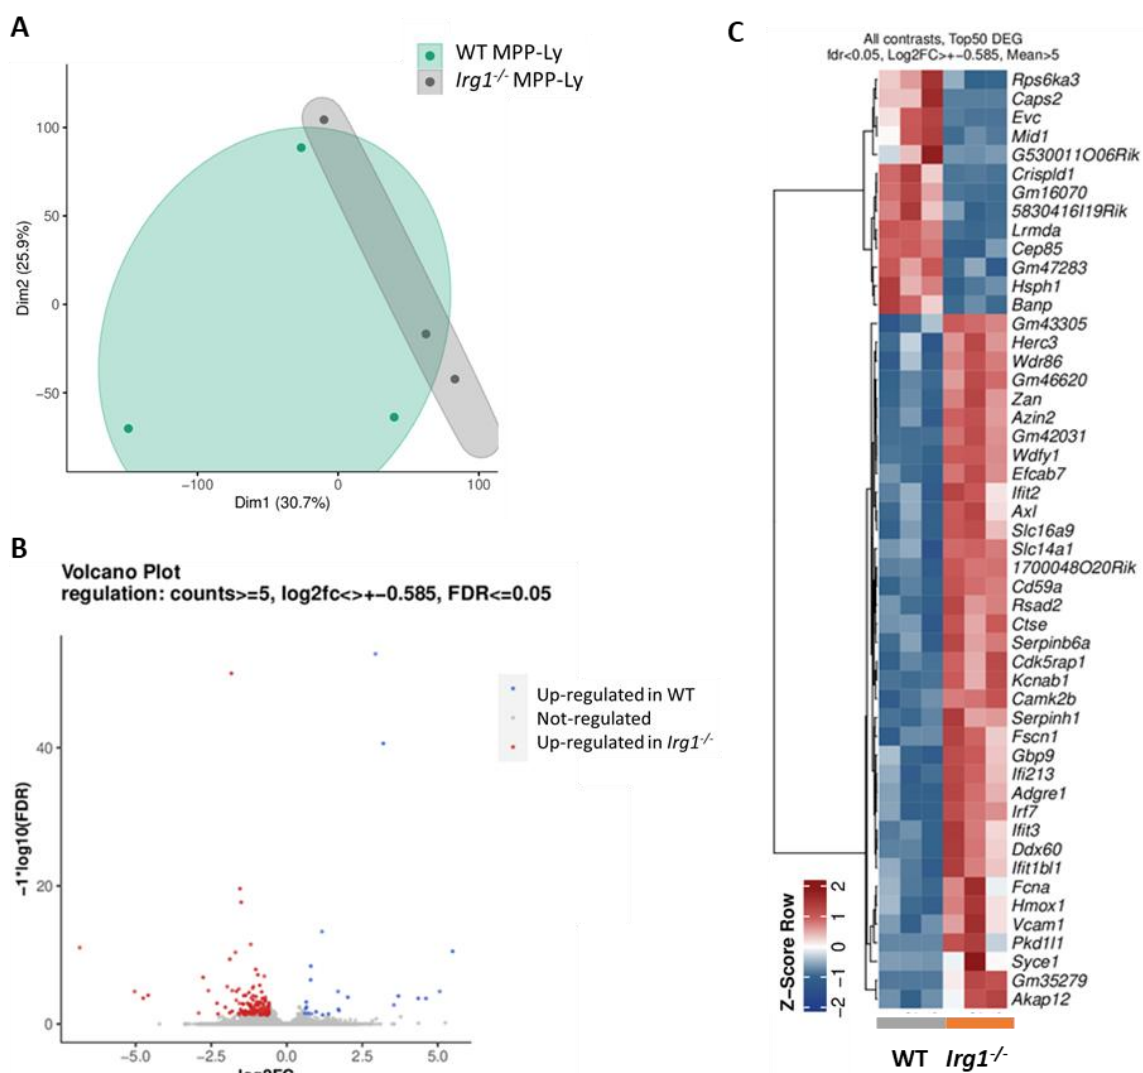 A
WT MPP-Ly
Irg1-/- MPP-Ly
100
50
0
−50
Dim2 (25.9%)
−100
0
100
Dim1 (30.7%)
B
Volcano Plot
regulation: counts>=5, log2fc<>+−0.585, FDR<=0.05
Up-regulated in WT
Not-regulated
Up-regulated in Irg1-/-
40
20
0
−1*log10(FDR)
−5.0
−2.5
0.0
2.5
5.0
log2FC
C
All contrasts, Top50 DEG
fdr<0.05, Log2FC>+−0.585, Mean>5
Rps6ka3
Caps2
Evc
Mid1
G530011O06Rik
Crispld1
Gm16070
5830416I19Rik
Lrmda
Cep85
Gm47283
Hsph1
Banp
Gm43305
Herc3
Wdr86
Gm46620
Zan
Azin2
Gm42031
Wdfy1
Efcab7
Ifit2
Axl
Slc16a9
Slc14a1
1700048O20Rik
Cd59a
Rsad2
Ctse
Serpinb6a
Cdk5rap1
Kcnab1
Camk2b
Serpinh1
Fscn1
Gbp9
Ifi213
Adgre1
Irf7
Ifit3
Ddx60
Ifit1bl1
Fcna
Hmox1
Vcam1
Pkd1l1
Syce1
Gm35279
Akap12
Z−Score Row
2
1
0
−1
−2
WT
Irg1-/-